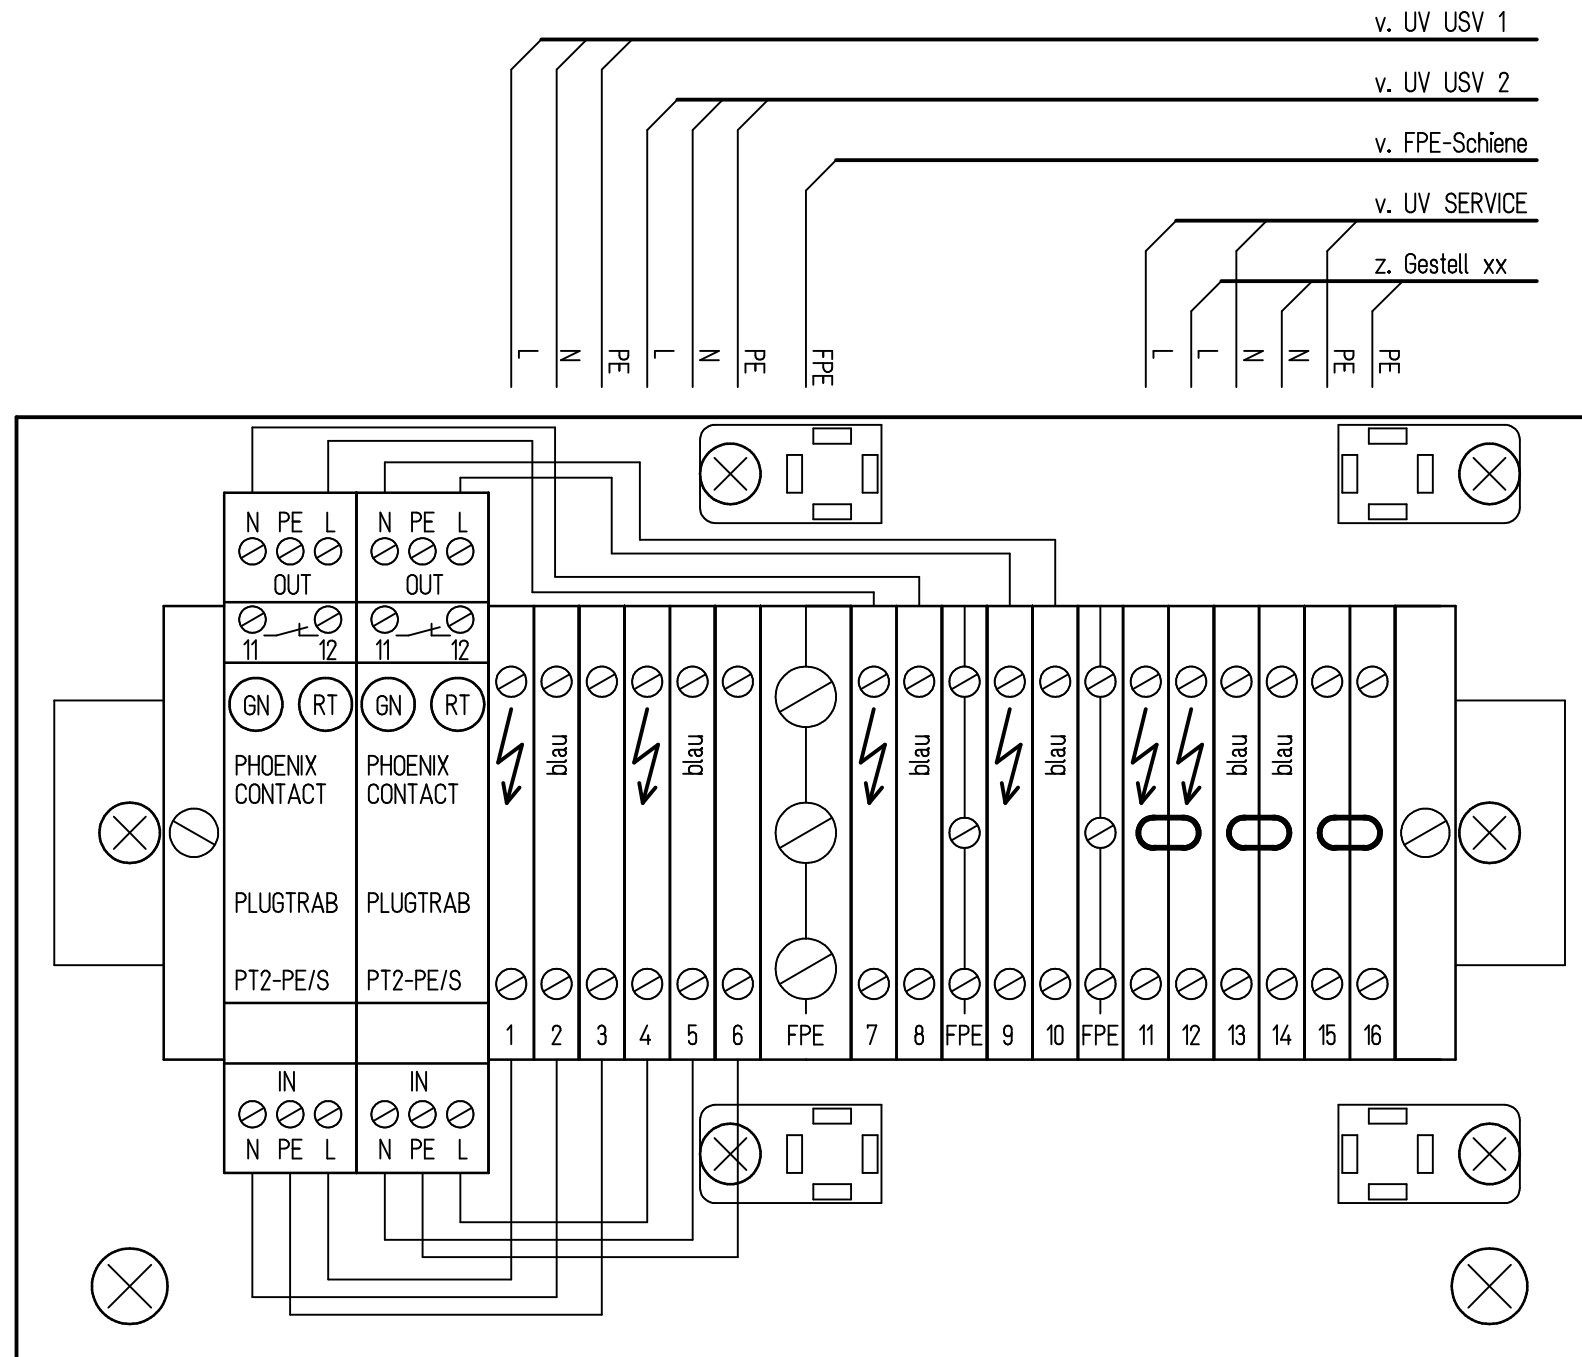 v. UV USV 1
v. UV USV 2
v. FPE-Schiene
v. UV SERVICE
z. Gestell xx
L N PE L N PE FPE L L N N PE PE
N PE L N PE L
OUT OUT
11 12 11 12
GN RT GN RT
blau blau blau blau blau blau
PHOENIX PHOENIX
CONTACT CONTACT
PLUGTRAB PLUGTRAB
PT2-PE/S PT2-PE/S
1 2 3 4 5 6 FPE 7 8 FPE 9 10 FPE 11 12 13 14 15 16
IN IN
N PE L N PE L